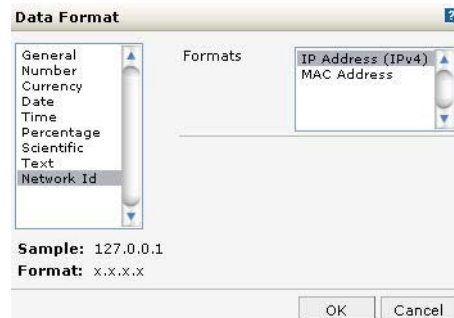 Data Format
?
General
Number
Currency
Date
Time
Percentage
Scientific
Text
Network Id
Formats
IP Address (IPv4)
MAC Address
Sample: 127.0.0.1
Format: x.x.x.x
OK
Cancel